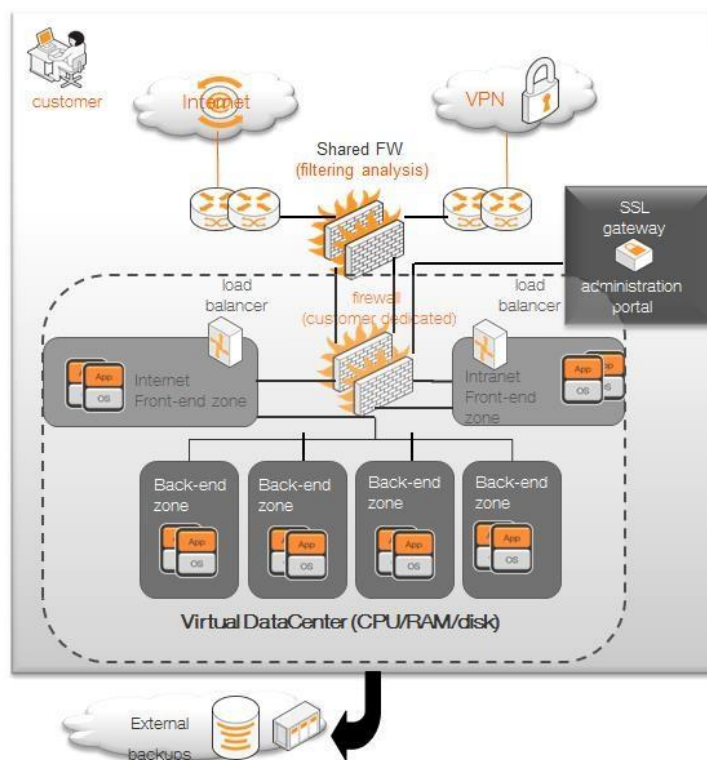 customer
Internet
VPN
Shared FW
(filtering analysis)
SSL
gateway
administration
portal
load
balancer
firewall
(customer dedicated)
load
balancer
App
OS
Internet
Front-end zone
Intranet
Front-end
zone
App
OS
Back-end
zone
App
OS
Back-end
zone
App
OS
Back-end
zone
App
OS
Back-end
zone
App
OS
Virtual DataCenter (CPU/RAM/disk)
External
backups